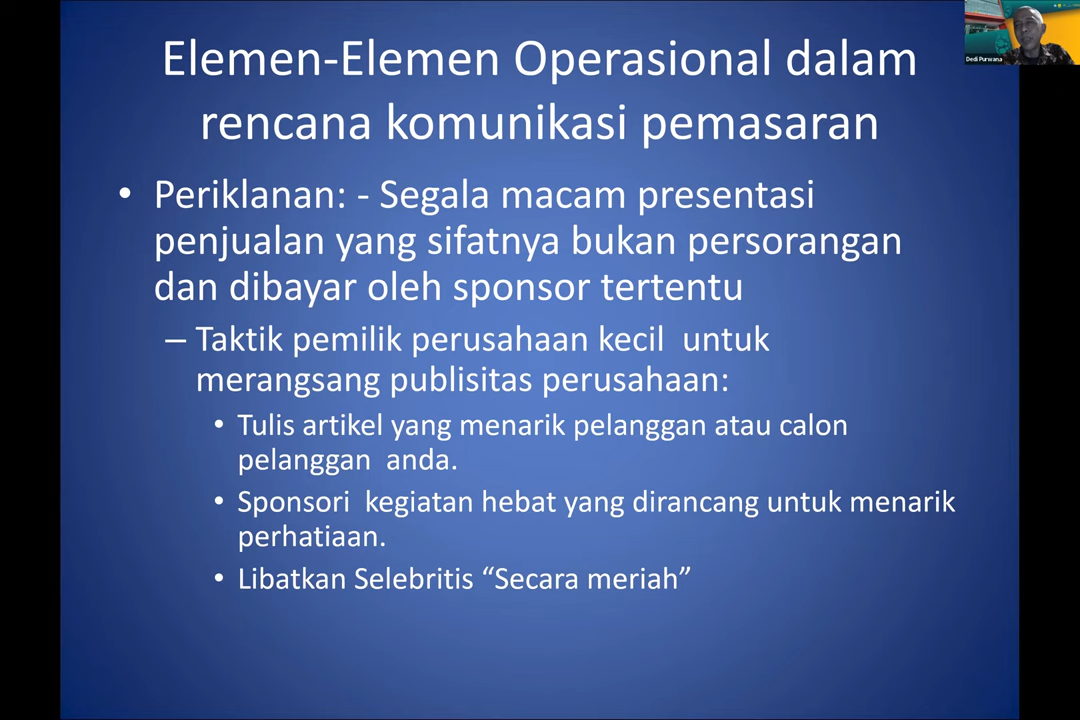 Elemen-Elemen Operasional dalam
rencana komunikasi pemasaran
• Periklanan: - Segala macam presentasi
penjualan yang sifatnya bukan persorangan
dan dibayar oleh sponsor tertentu
– Taktik pemilik perusahaan kecil untuk
merangsang publisitas perusahaan:
• Tulis artikel yang menarik pelanggan atau calon
pelanggan anda.
• Sponsori kegiatan hebat yang dirancang untuk menarik
perhatiaan.
• Libatkan Selebritis “Secara meriah”
Dedi Purwana